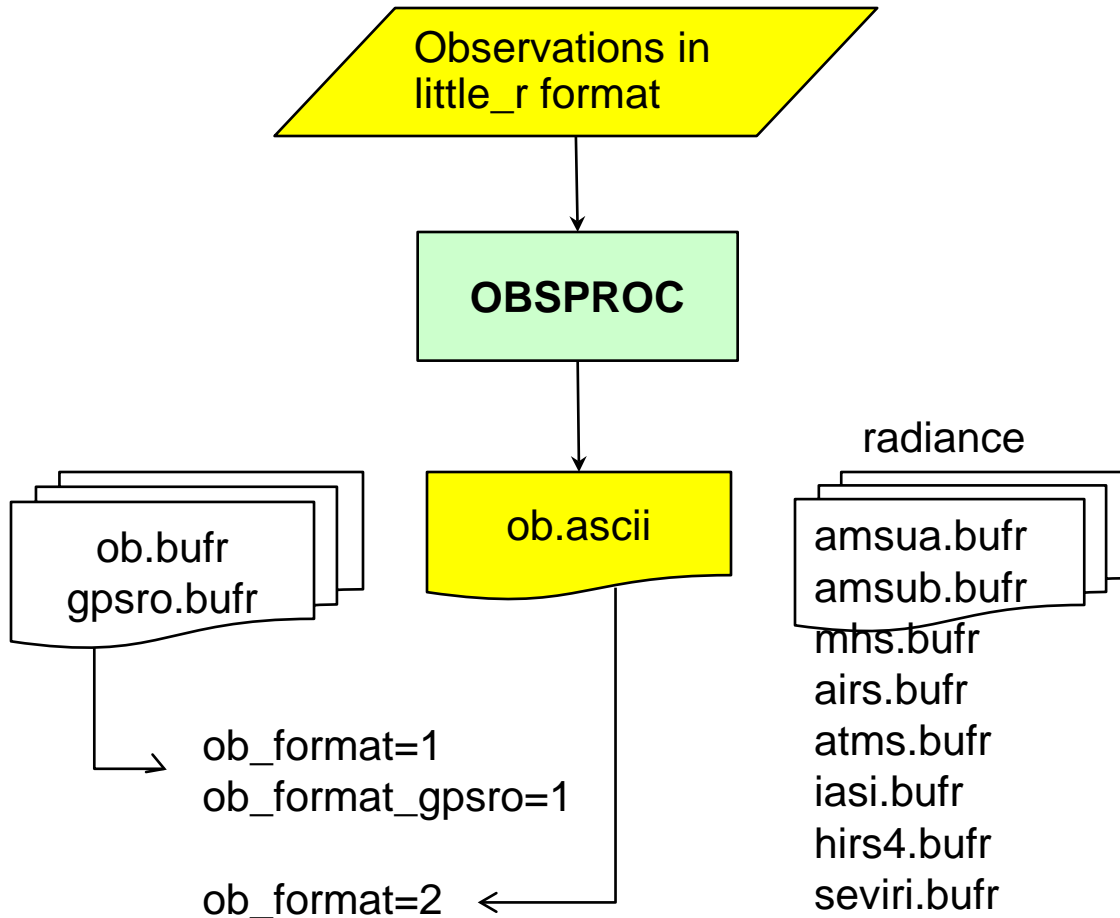 Observations in
little_r format
OBSPROC
radiance
ob.bufr
gpsro.bufr
ob.ascii
amsua.bufr
amsub.bufr
mhs.bufr
airs.bufr
atms.bufr
iasi.bufr
hirs4.bufr
seviri.bufr
ob_format=1
ob_format_gpsro=1
ob_format=2